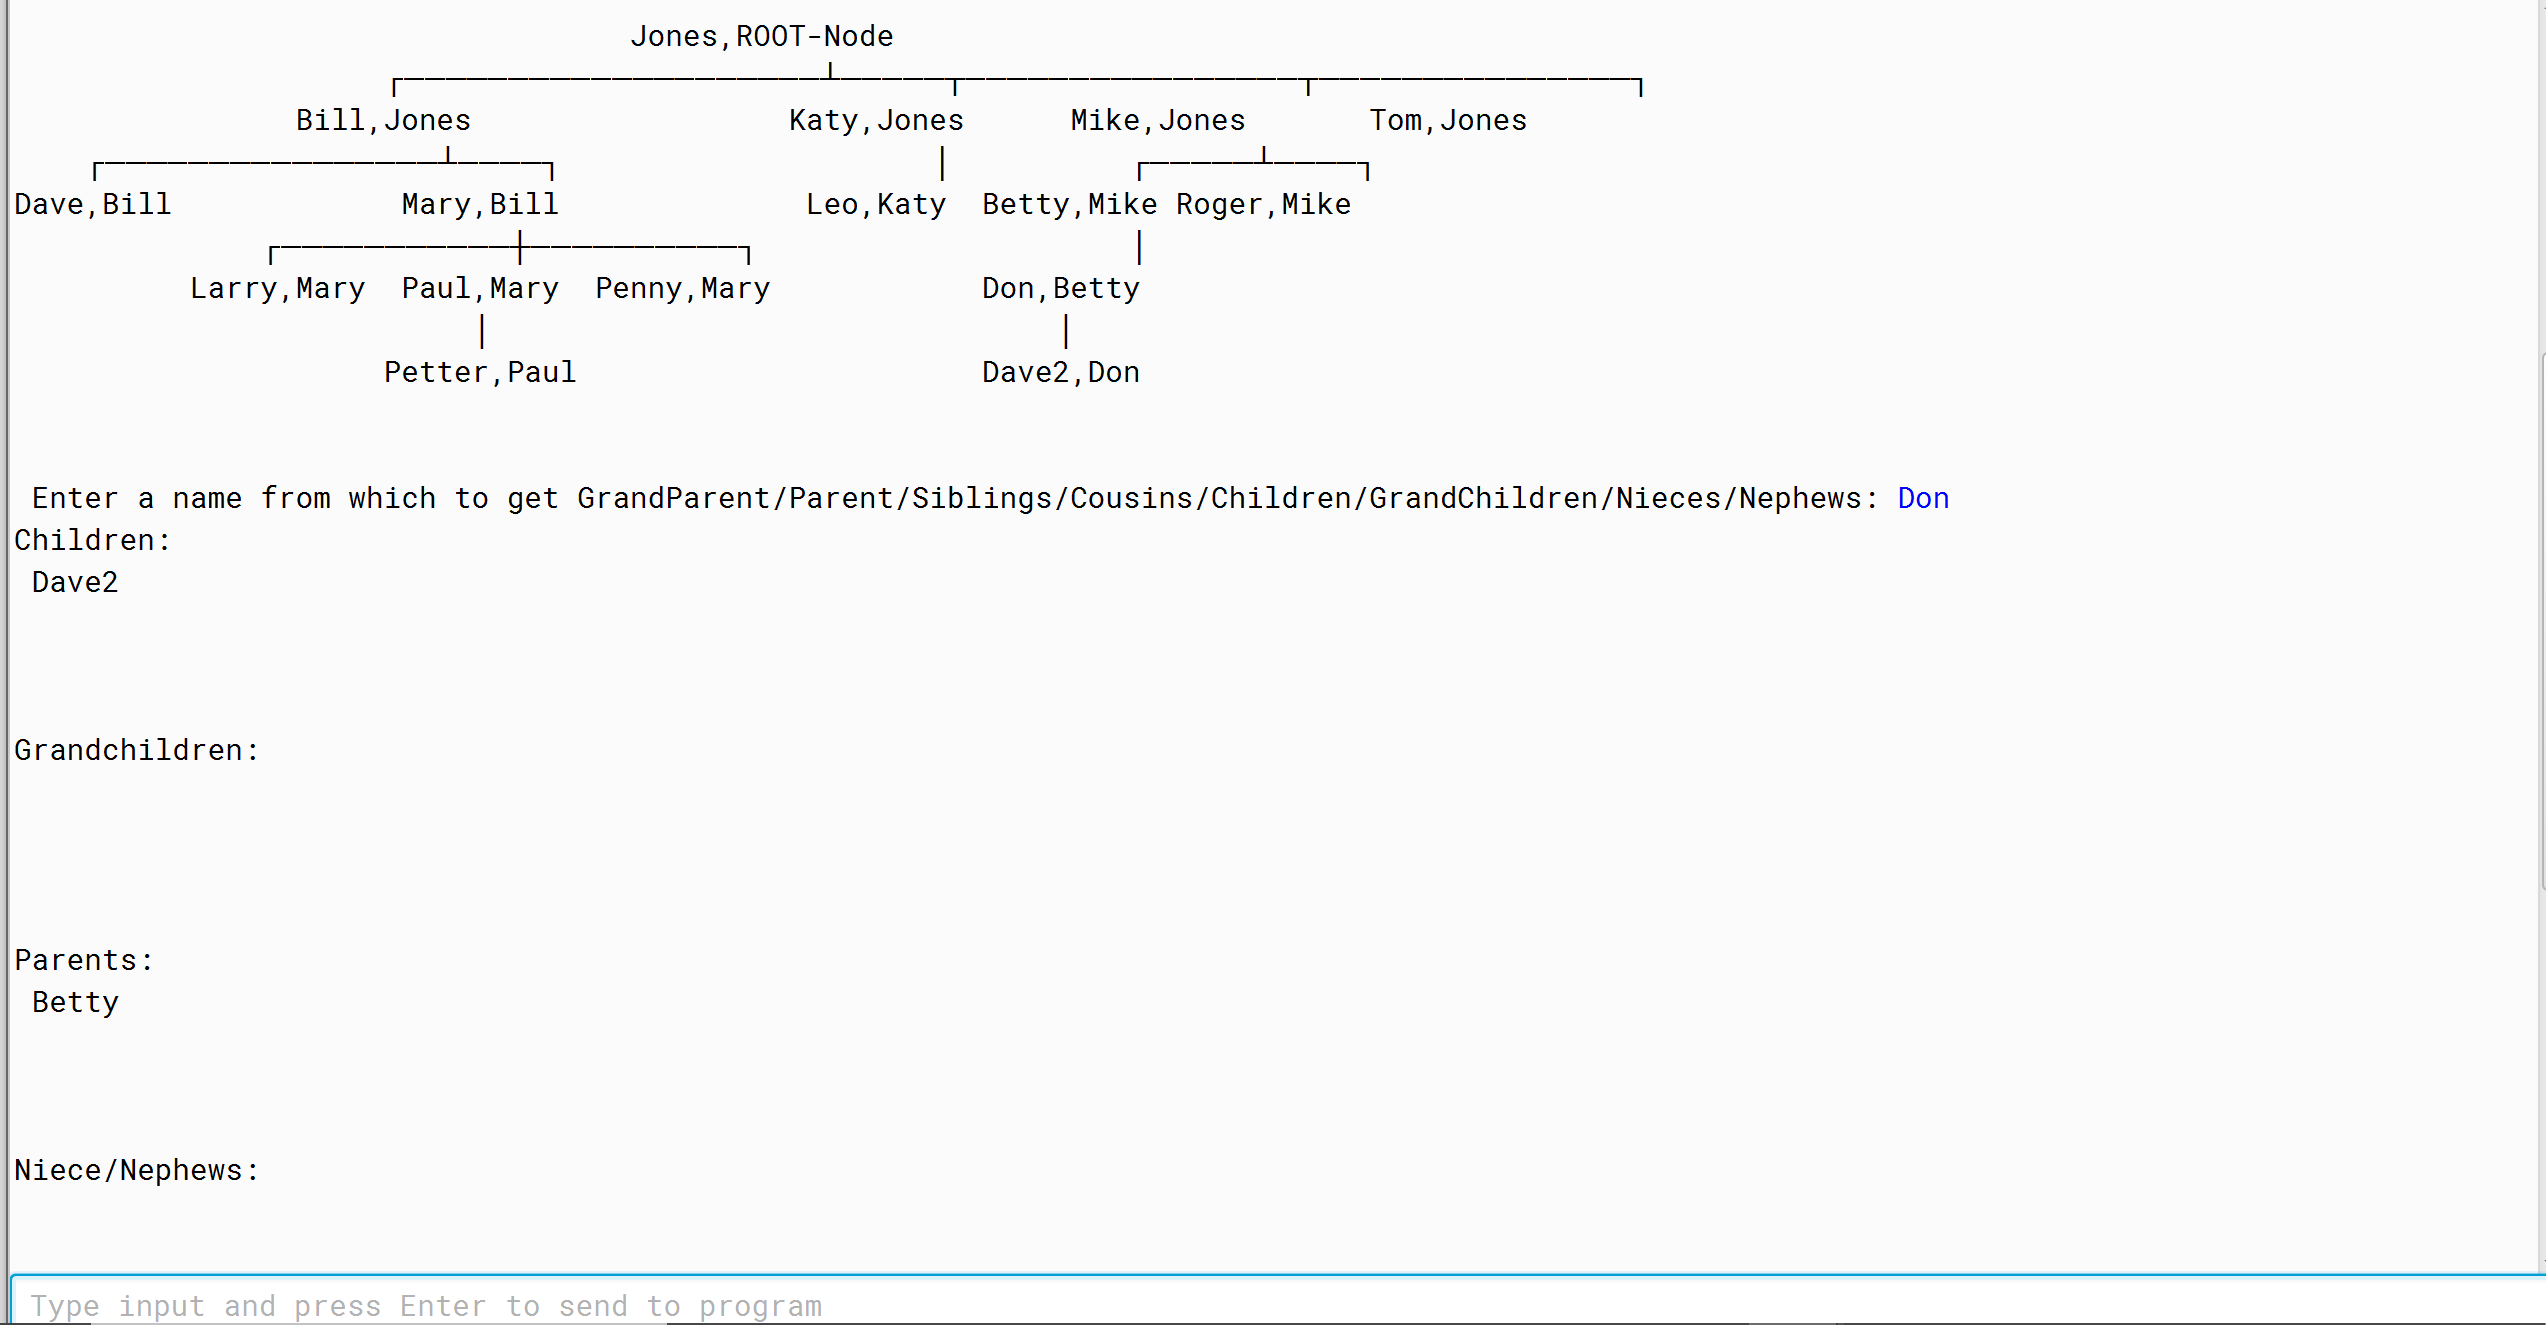 Jones,ROOT-Node
Bill,Jones Katy,Jones Mike,Jones Tom,Jones
Dave,Bill Mary,Bill Leo,Katy Betty,Mike Roger,Mike
Larry,Mary Paul,Mary Penny,Mary Don,Betty
Petter,Paul Dave2,Don
Enter a name from which to get GrandParent/Parent/Siblings/Cousins/Children/GrandChildren/Nieces/Nephews: Don
Children:
Dave2
Grandchildren:
Parents:
Betty
Niece/Nephews:
Type input and press Enter to send to program